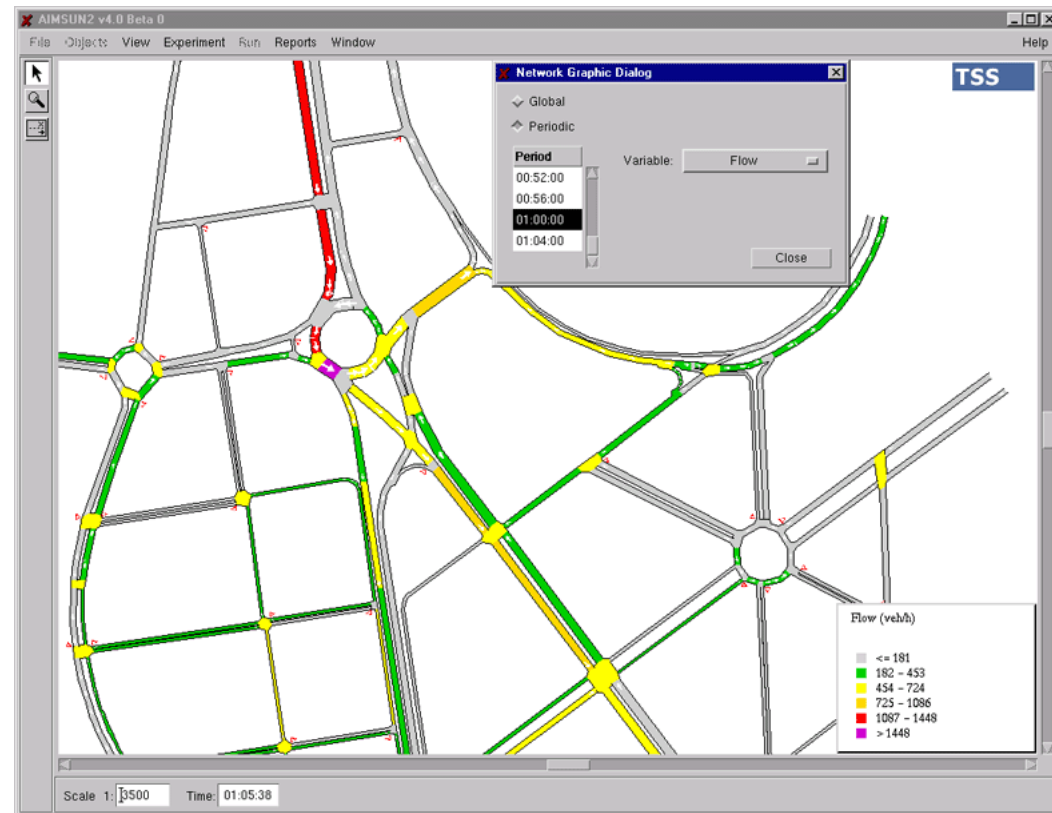 AIMSUN2 v4.0 Beta 0
File Objects View Experiment Run Reports Window Help
Network Graphic Dialog
TSS
Global
Periodic
Period
Variable: Flow
00:52:00
00:56:00
01:00:00
01:04:00
Close
Flow (veh/h)
<= 181
182 - 453
454 - 724
725 - 1086
1087 - 1448
> 1448
Scale 1: 3500 Time: 01:05:38